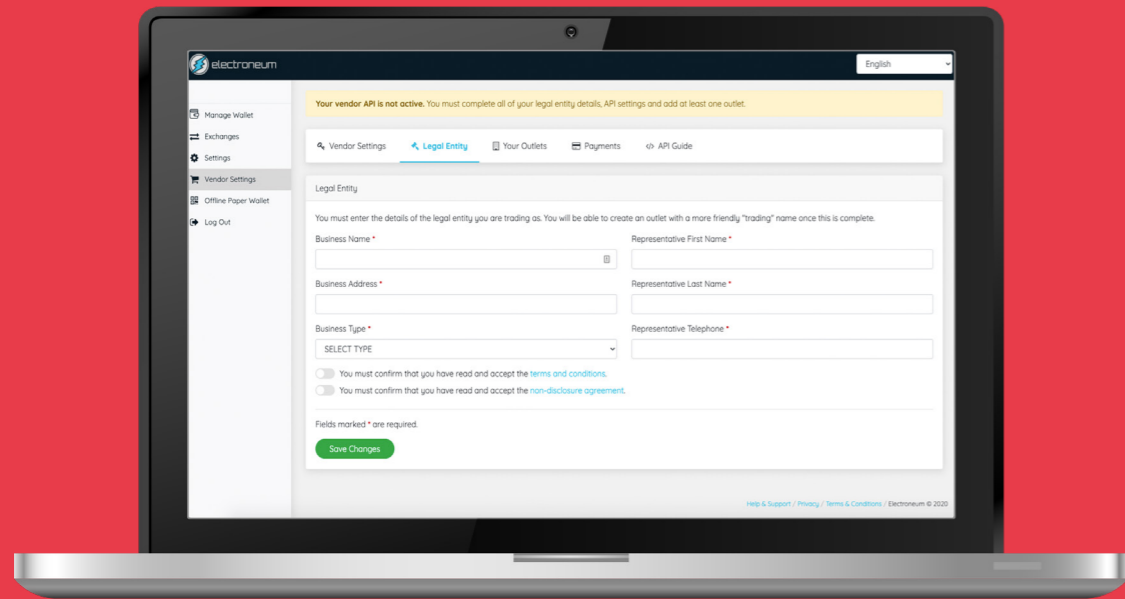 electroneum
English
Your vendor API is not active. You must complete all of your legal entity details, API settings and add at least one outlet.
Manage Wallet
Exchanges
Settings
Vendor Settings
Offline Paper Wallet
Log Out
Vendor Settings
Legal Entity
Your Outlets
Payments
API Guide
Legal Entity
You must enter the details of the legal entity you are trading as. You will be able to create an outlet with a more friendly "trading" name once this is complete.
Business Name *
Representative First Name *
Business Address *
Representative Last Name *
Business Type *
Representative Telephone *
SELECT TYPE
You must confirm that you have read and accept the terms and conditions.
You must confirm that you have read and accept the non-disclosure agreement.
Fields marked * are required.
Save Changes
Help & Support / Privacy / Terms & Conditions / Electroneum © 2020